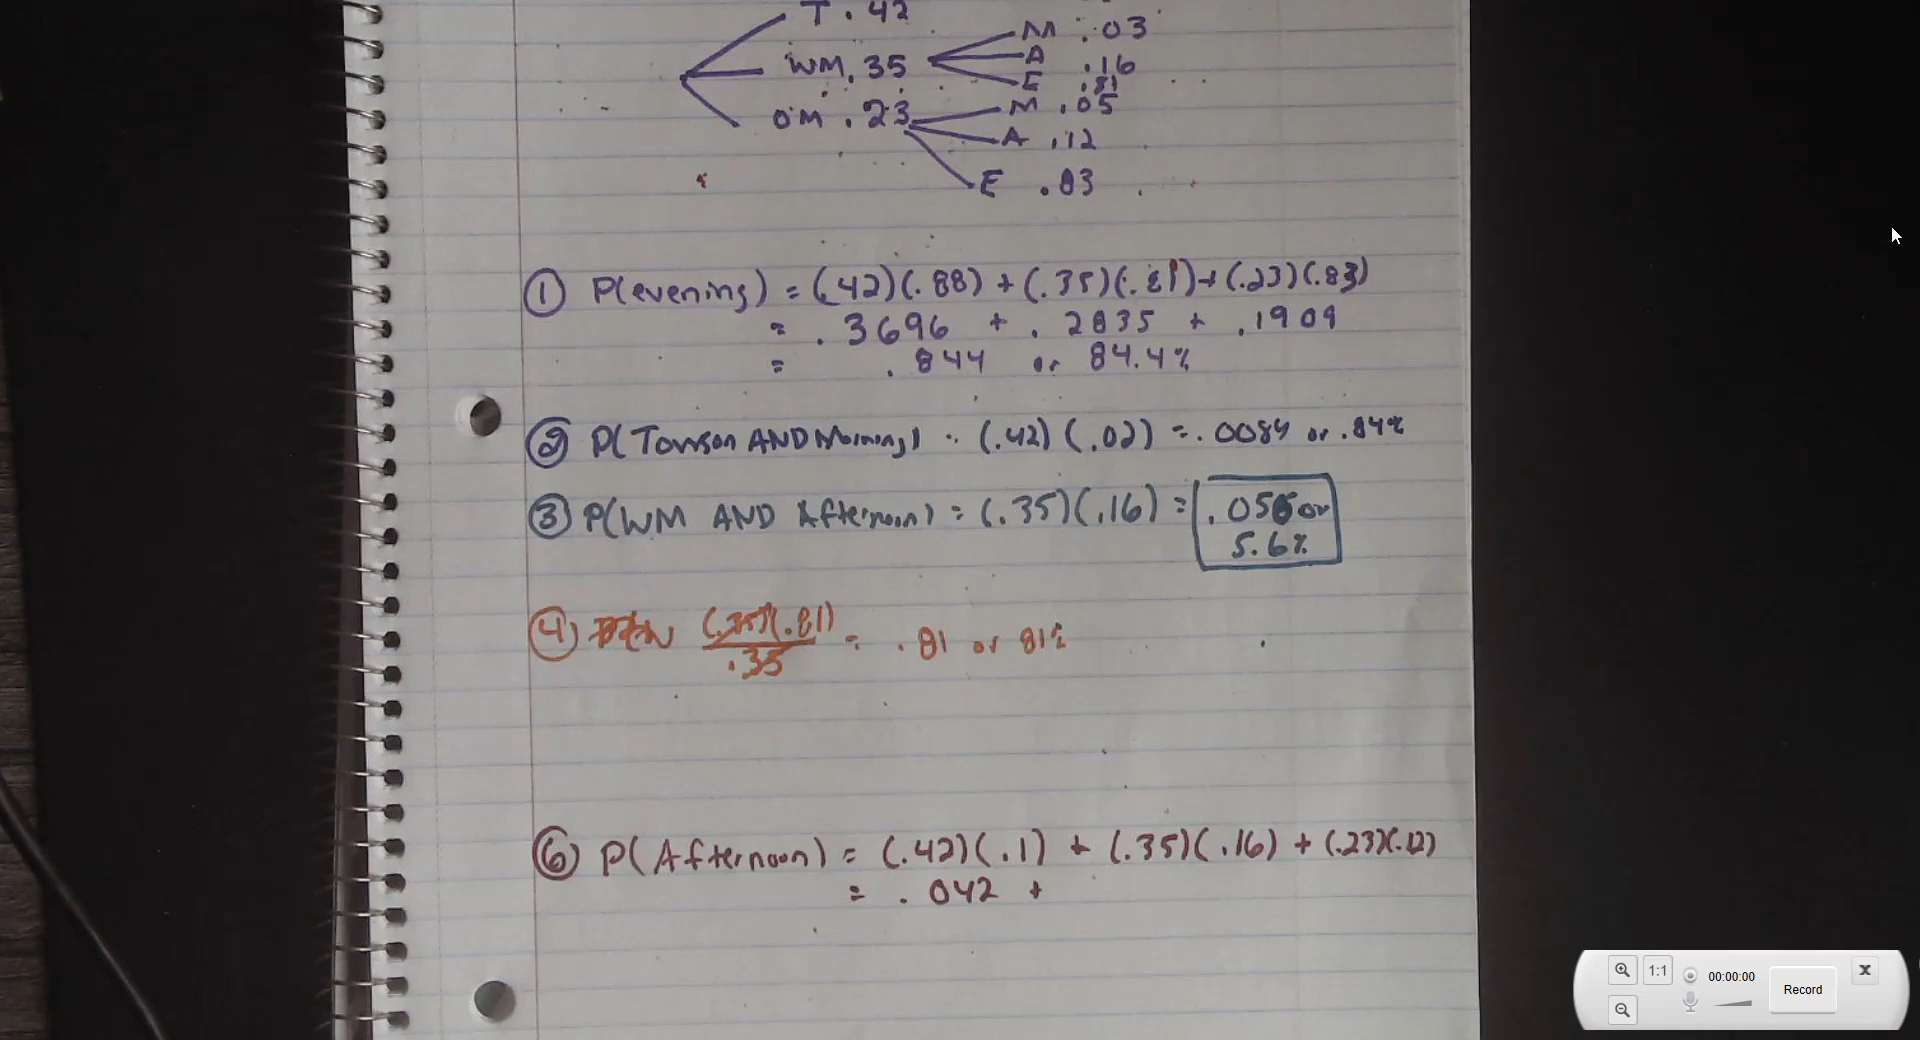 T .42
M .03
WM .35 A .16
E .81
OM .23 M .05
A .12
E .83
① P(evening) = (.42)(.88) + (.35)(.81) + (.23)(.83)
= .3696 + .2835 + .1909
= .844 or 84.4%
② P(Towson AND Morning) = (.42)(.02) = .0084 or .84%
③ P(WM AND Afternoon) = (.35)(.16) = .056 or
5.6%
④ (.35)(.81)
.35
= .81 or 81%
⑥ P(Afternoon) = (.42)(.1) + (.35)(.16) + (.23)(.12)
= .042 +
1:1 00:00:00 Record X